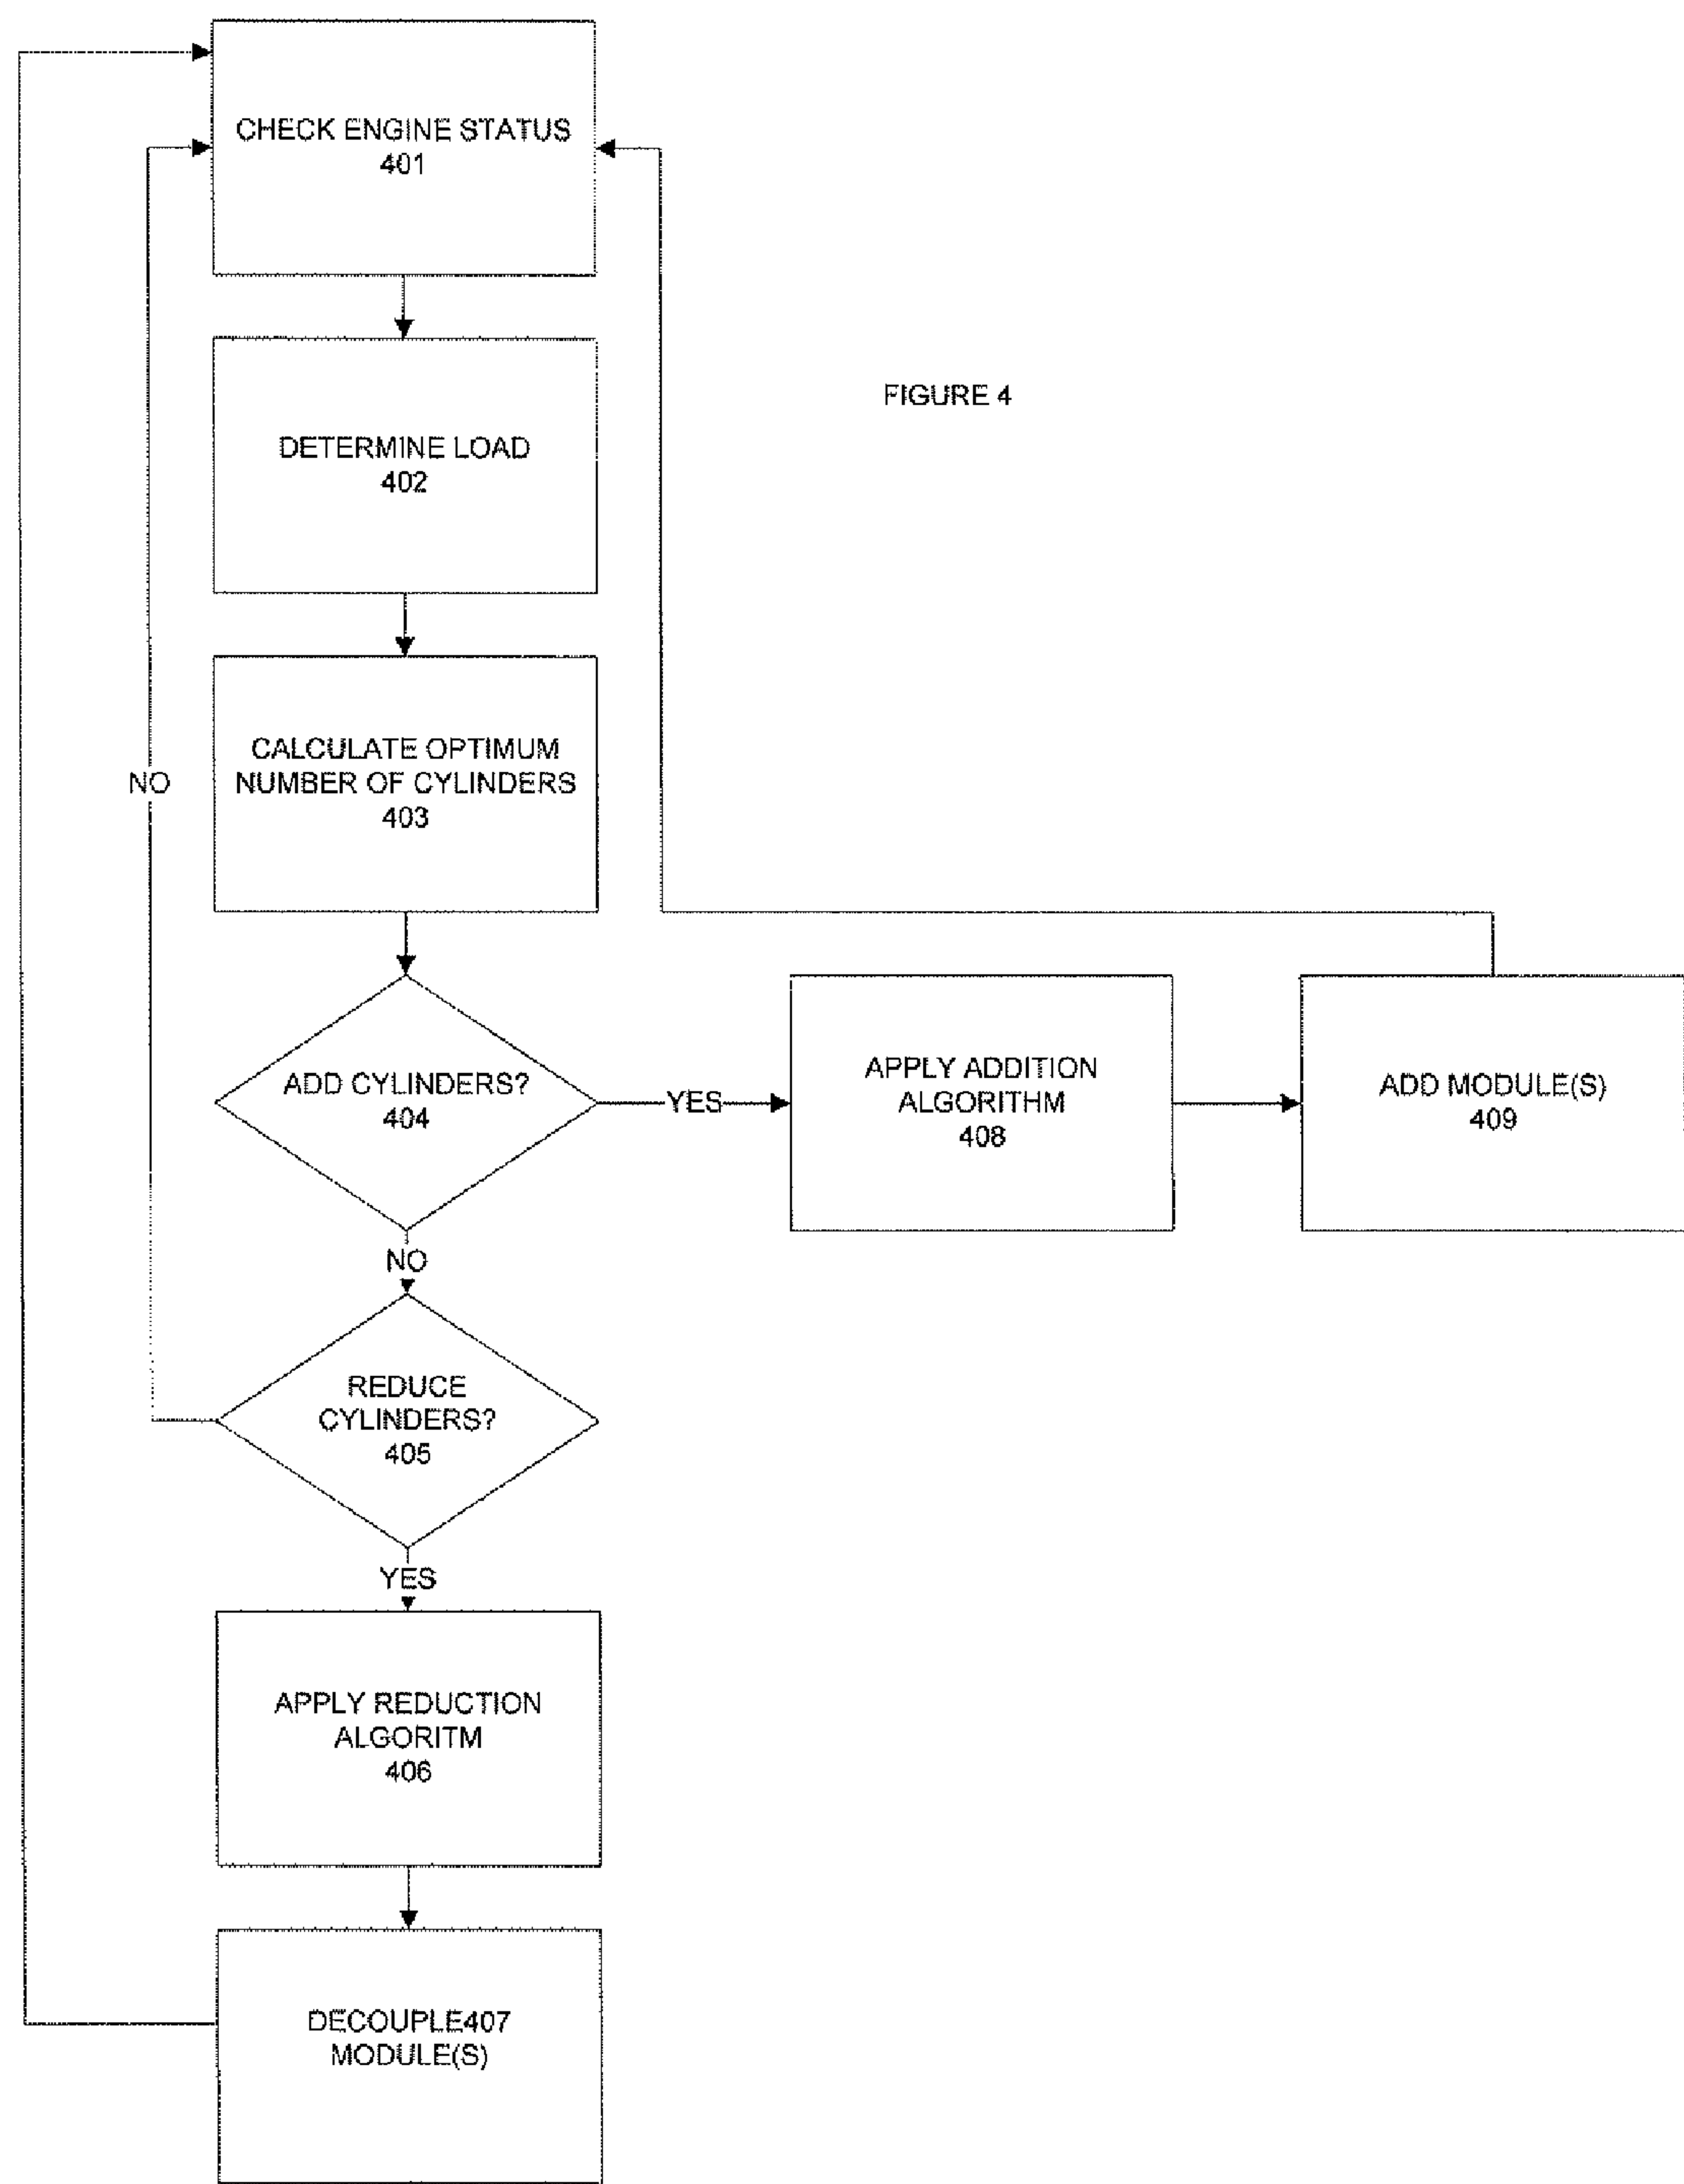 CHECK ENGINE STATUS
401
FIGURE 4
DETERMINE LOAD
402
CALCULATE OPTIMUM
NUMBER OF CYLINDERS
403
NO
ADD CYLINDERS?
404
YES
APPLY ADDITION
ALGORITHM
408
ADD MODULE(S)
409
NO
REDUCE
CYLINDERS?
405
YES
APPLY REDUCTION
ALGORITM
406
DECOUPLE407
MODULE(S)